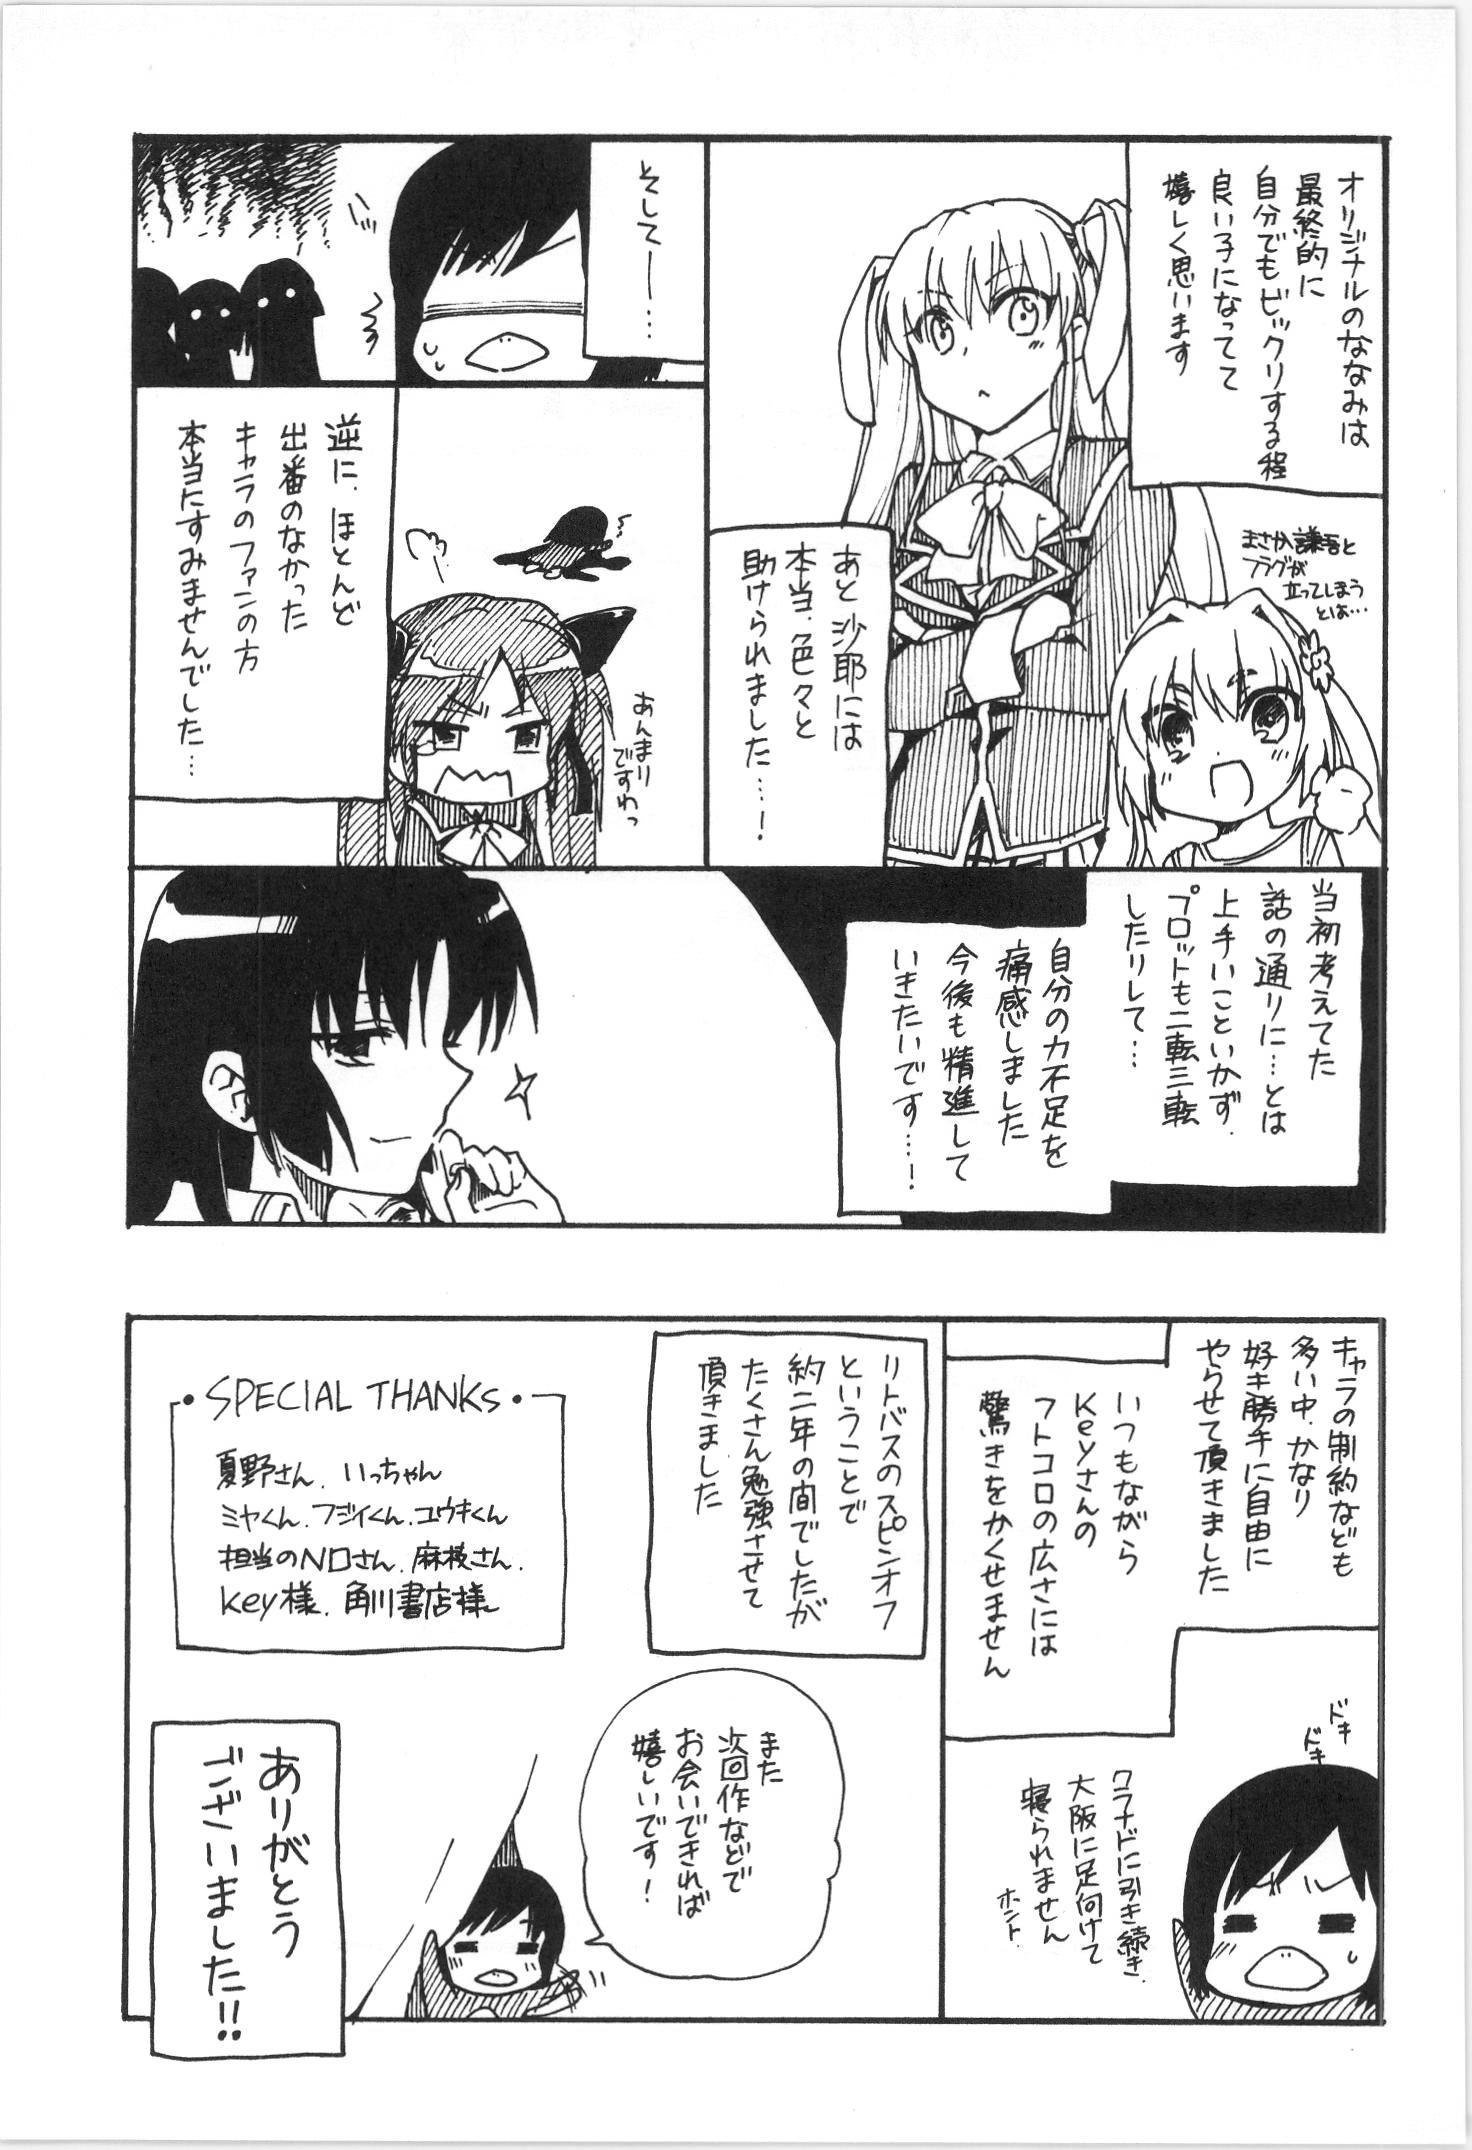 オリジナルのななみは
最終的に
自分でもビックリする程
良い子になってて
嬉しく思います
まさか謙吾と
フラグが
立ってしまう
とは…
あと沙耶には
本当、色々と
助けられました…！
そして―…
逆に、ほとんど
出番のなかった
キャラのファンの方
本当にすみませんでした…
あんまり
ですわっ
当初考えてた
話の通りに…とは
上手いこといかず、
プロットも二転三転
したりして…
自分の力不足を
痛感しました
今後も精進して
いきたいです…！
キャラの制約なども
多い中、かなり
好き勝手に自由に
やらせて頂きました
いつもながら
Keyさんの
フトコロの広さには
驚きをかくせません
ドキ
ドキ
クラナドに引き続き、
大阪に足向けて
寝られません
ホント
リトバスのスピンオフ
ということで
約二年の間でしたが
たくさん勉強させて
頂きました
また
次回作などで
お会いできれば
嬉しいです！
SPECIAL THANKS
夏野さん、いっちゃん
ミヤくん、フジイくん、ユウキくん
担当のNDさん、麻枝さん、
Key様、角川書店様
ありがとう
ございました!!